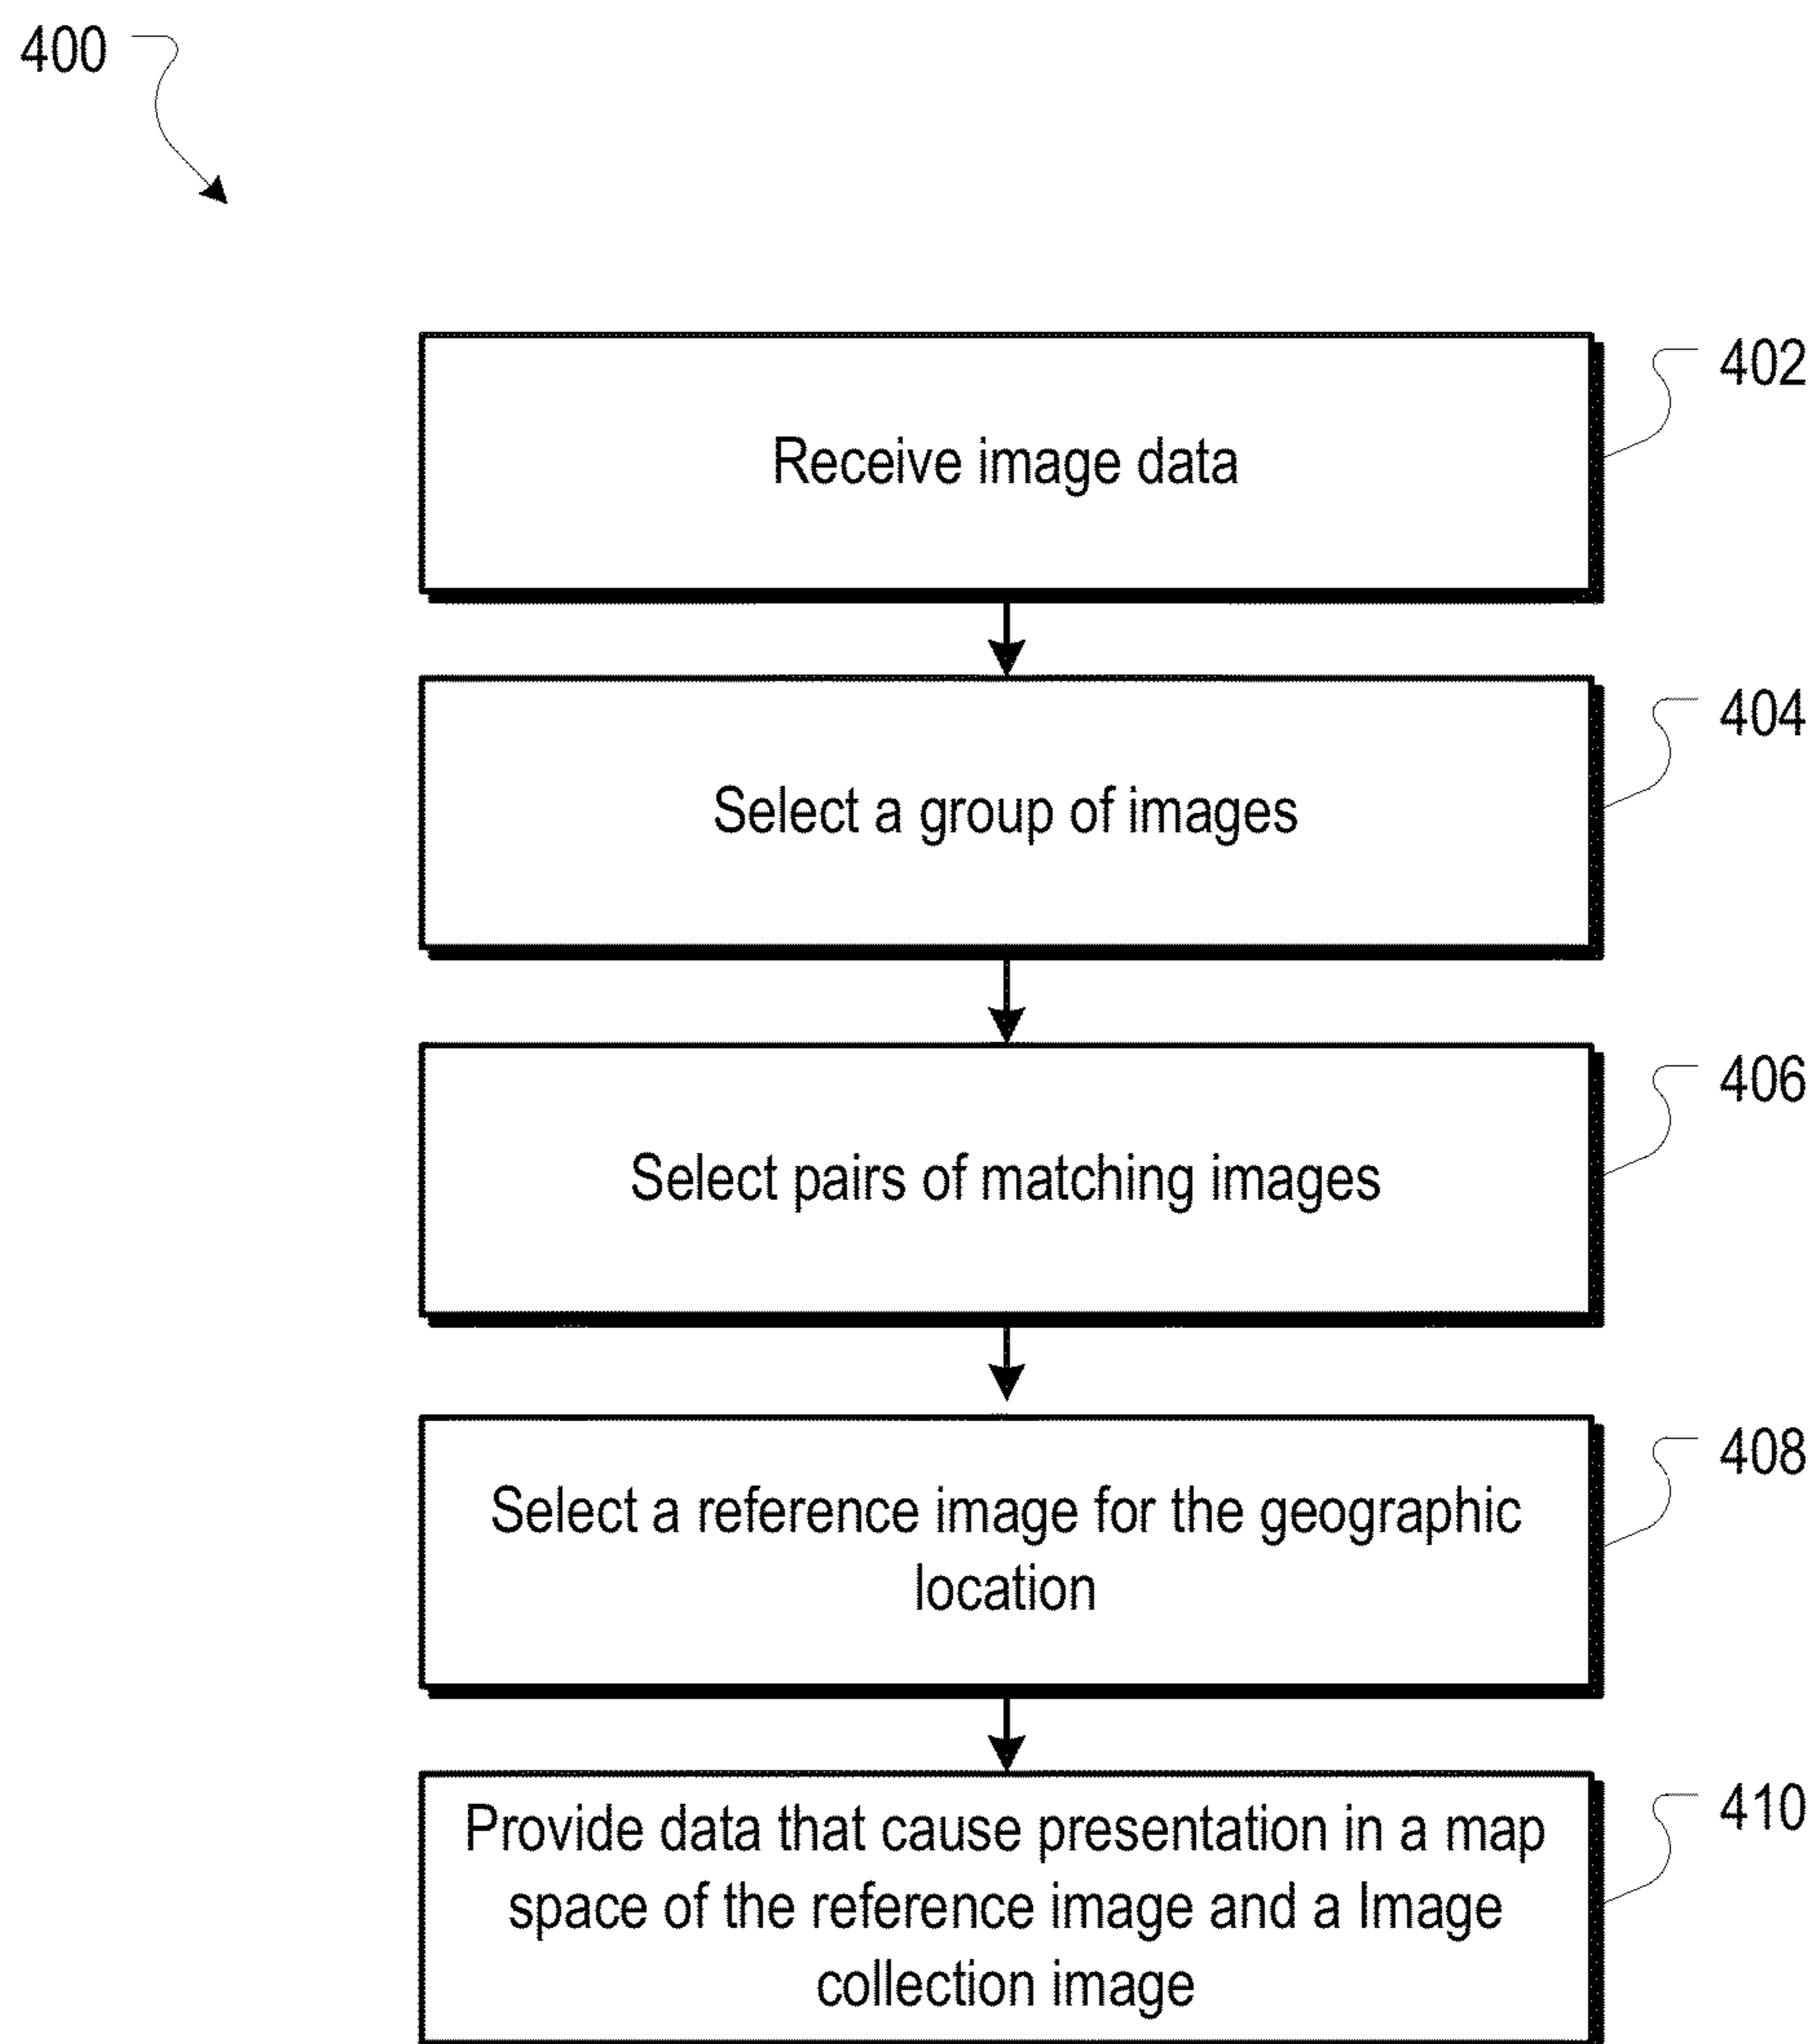 400
402
Receive image data
404
Select a group of images
406
Select pairs of matching images
408
Select a reference image for the geographic
location
410
Provide data that cause presentation in a map
space of the reference image and a Image
collection image